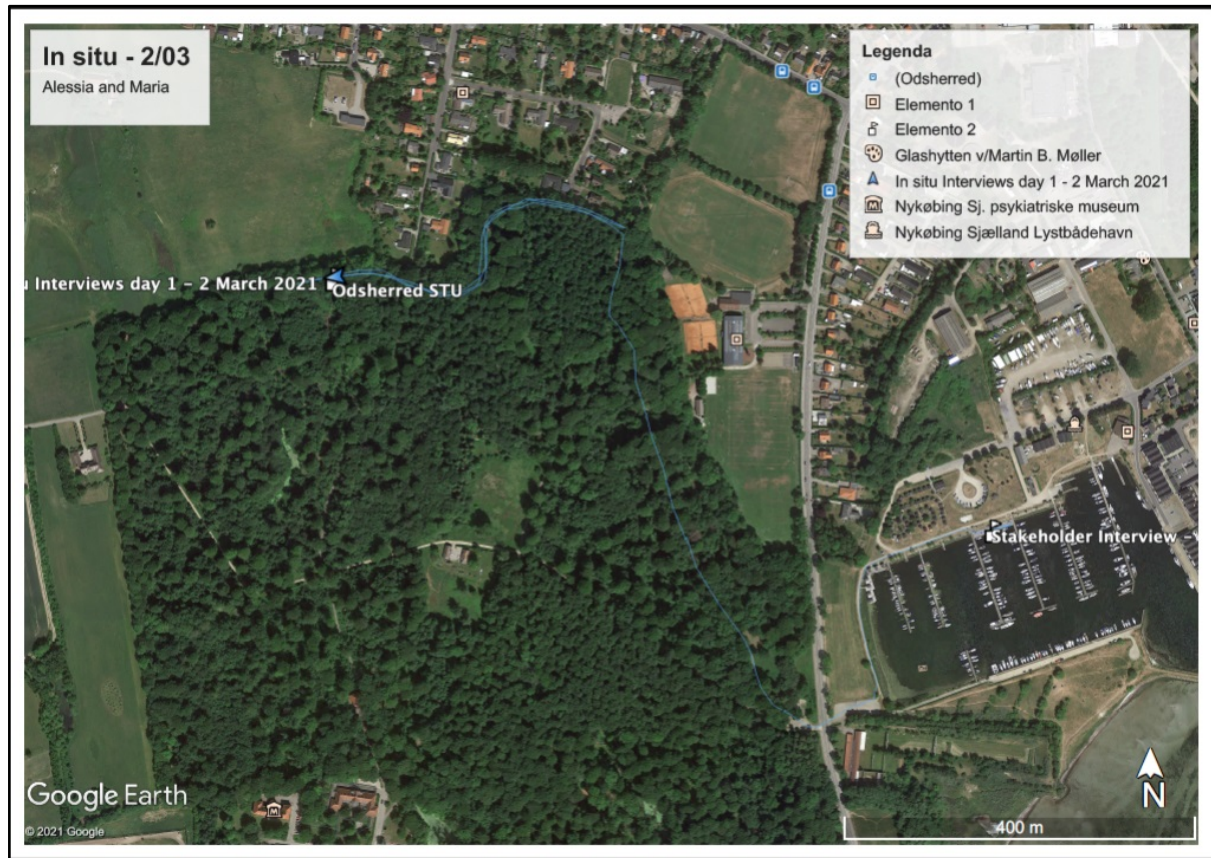 In situ - 2/03
Alessia and Maria
Legenda
(Odsherred)
Elemento 1
Elemento 2
Glashytten v/Martin B. Møller
In situ Interviews day 1 - 2 March 2021
Nykøbing Sj. psykiatriske museum
Nykøbing Sjælland Lystbådehavn
Interviews day 1 - 2 March 2021
Odsherred STU
Stakeholder Interview -
M
Google Earth
© 2021 Google
N
400 m